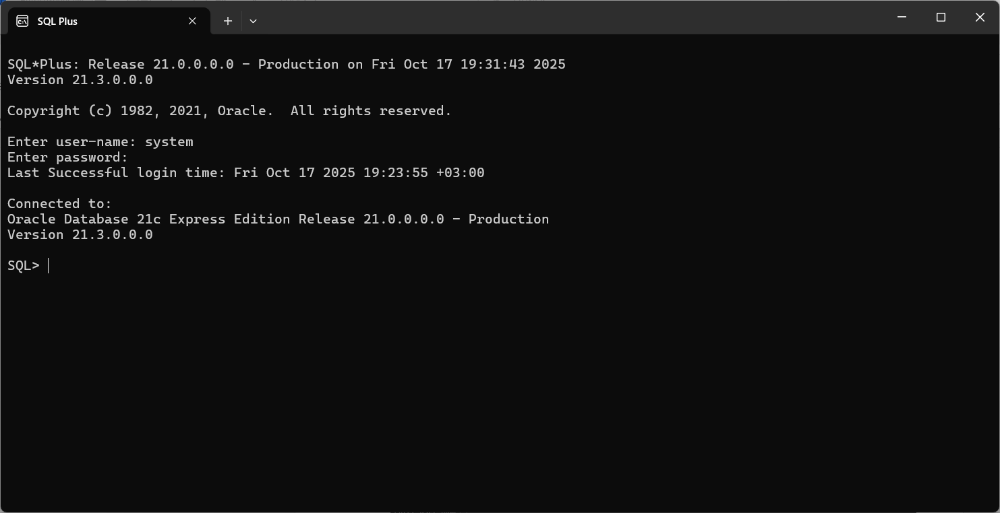 SQL Plus
SQL*Plus: Release 21.0.0.0.0 - Production on Fri Oct 17 19:31:43 2025
Version 21.3.0.0.0
Copyright (c) 1982, 2021, Oracle.  All rights reserved.
Enter user-name: system
Enter password:
Last Successful login time: Fri Oct 17 2025 19:23:55 +03:00
Connected to:
Oracle Database 21c Express Edition Release 21.0.0.0.0 - Production
Version 21.3.0.0.0
SQL>